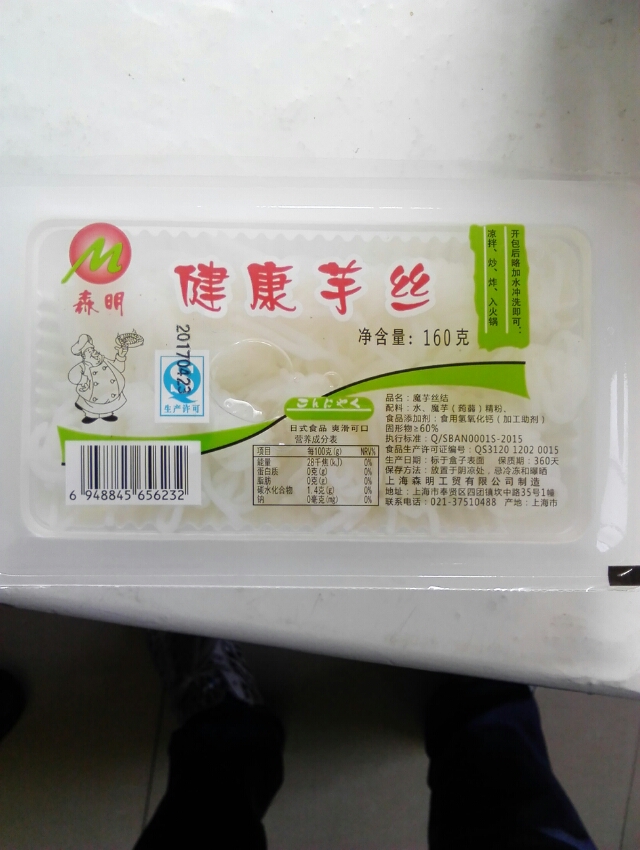 M
森明
健康芋丝
净含量：160克
开包后略加水冲洗即可，
凉拌、炒、炸、入火锅
20170423
生产许可
こんにゃく
日式食品 爽滑可口
营养成分表
项目 每100克(g) NRV%
能量 28千焦(kJ) 0%
蛋白质 0克(g) 0%
脂肪 0克(g) 0%
碳水化合物 1.4克(g) 0%
钠 0毫克(mg) 0%
6 948845 656232
品名：魔芋丝结
配料：水、魔芋（蒟蒻）精粉，
食品添加剂：食用氢氧化钙（加工助剂）
固形物≥60%
执行标准：Q/SBAN0001S-2015
食品生产许可证编号：QS3120 1202 0015
生产日期：标于盒子表面 保质期：360天
保存方法：放置于阴凉处，忌冷冻和曝晒
上海森明工贸有限公司制造
地址：上海市奉贤区四团镇坎中路35号1幢
联系电话：021-37510488 产地：上海市